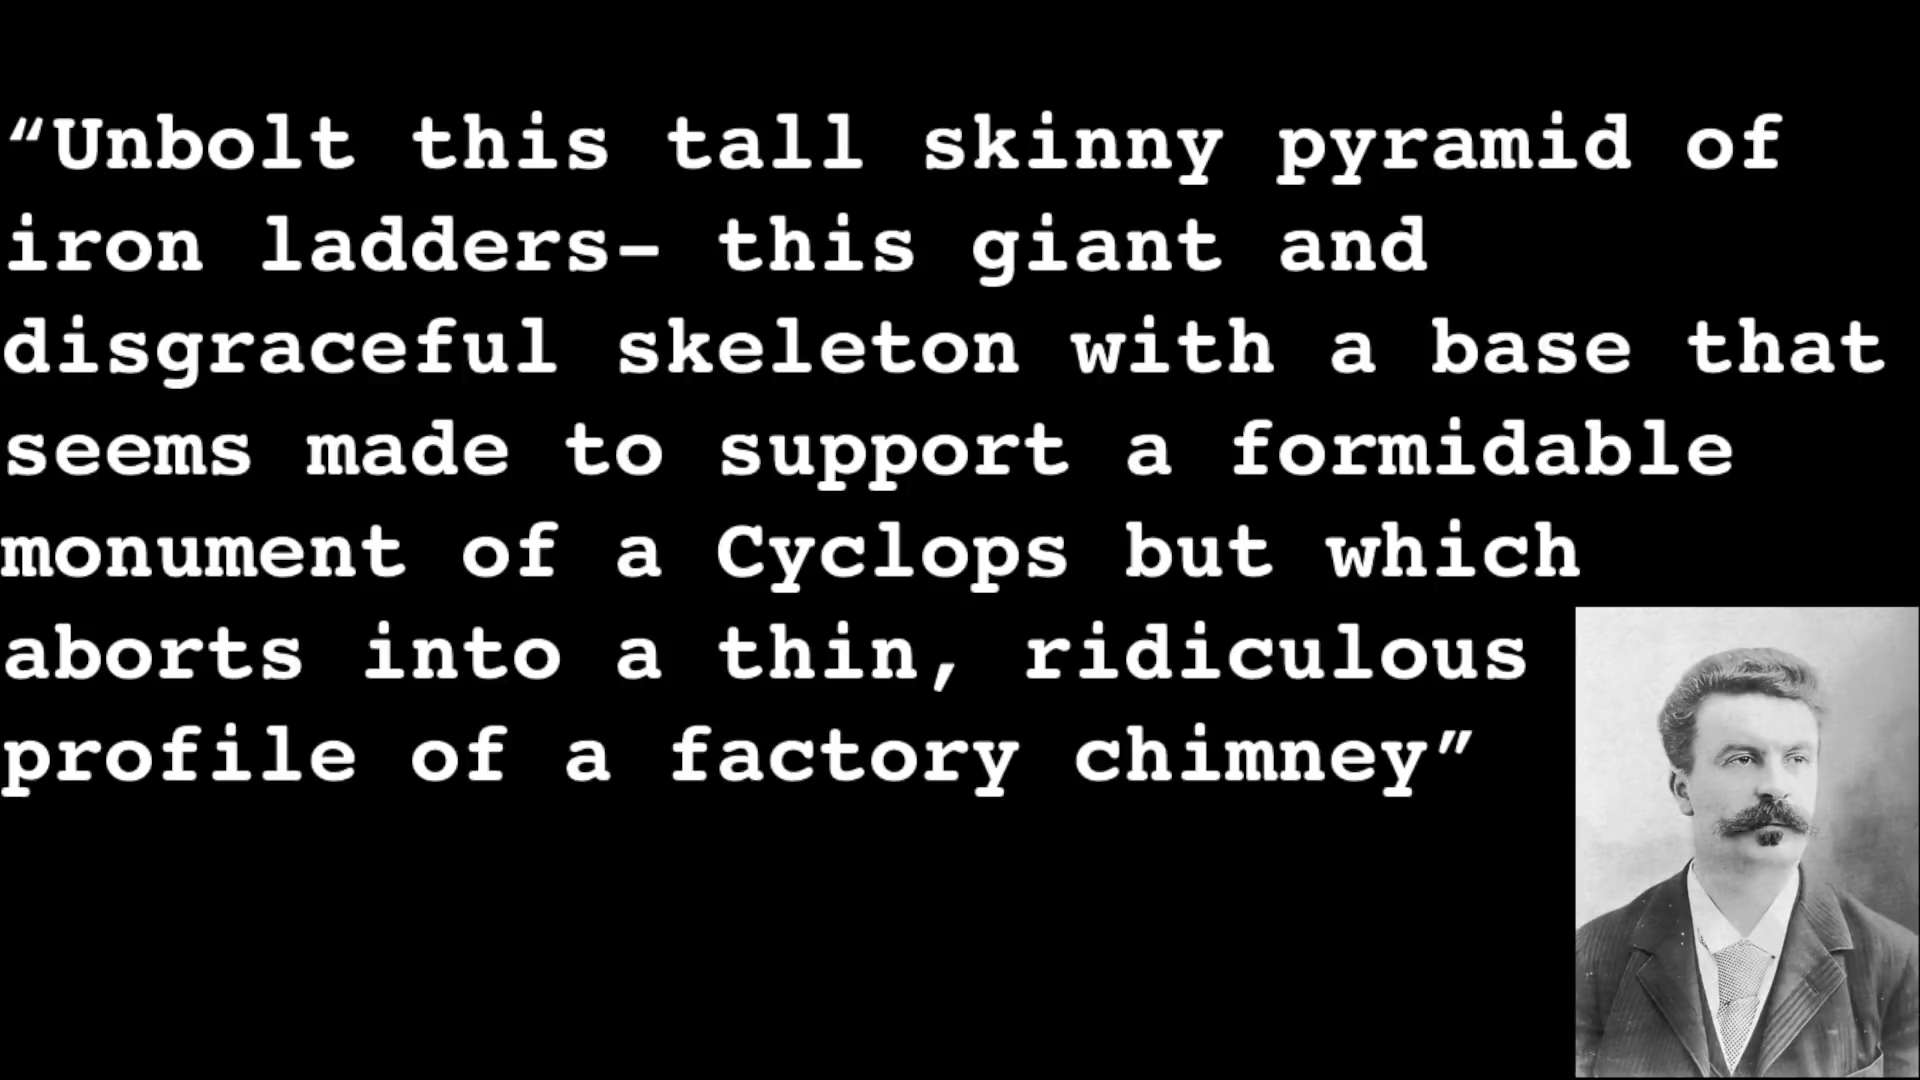 “Unbolt this tall skinny pyramid of
iron ladders– this giant and
disgraceful skeleton with a base that
seems made to support a formidable
monument of a Cyclops but which
aborts into a thin, ridiculous
profile of a factory chimney”